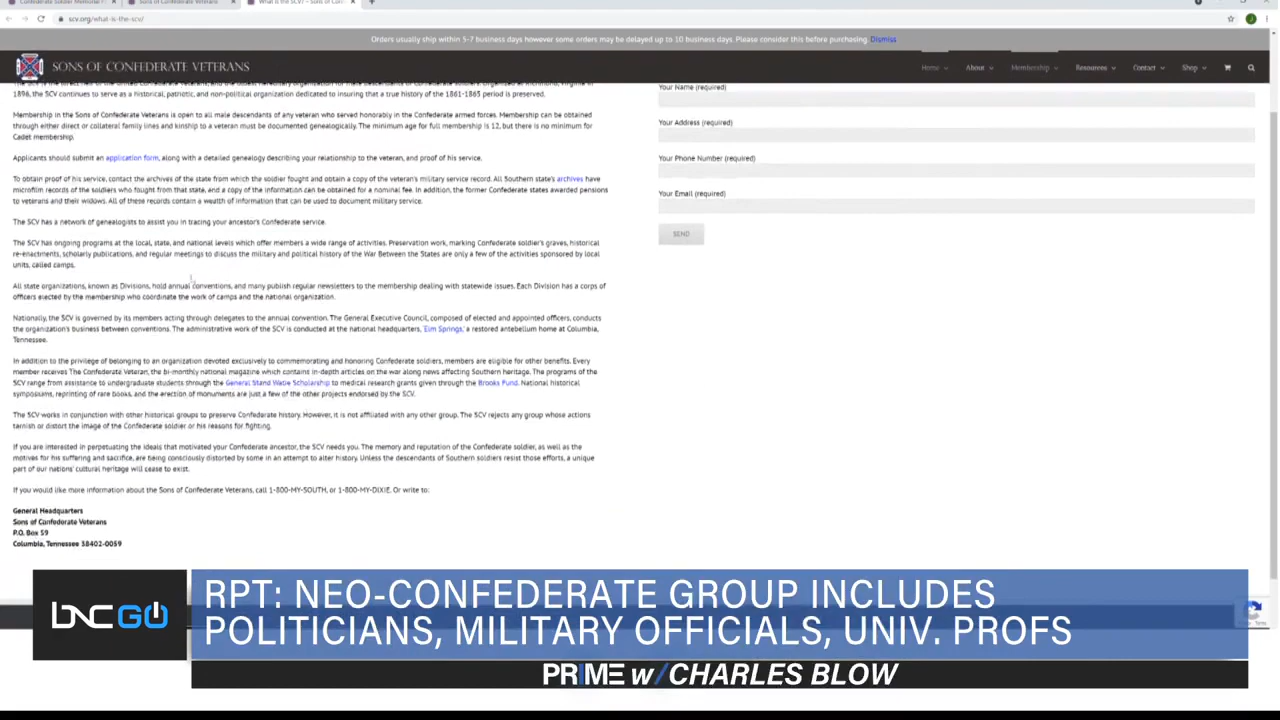 Confederate Soldier Memorial
Sons of Confederate Veterans
What is the SCV? – Sons of Con
scv.org/what-is-the-scv/
Orders usually ship within 5-7 business days however some orders may be delayed up to 10 business days. Please consider this before purchasing. Dismiss
SONS OF CONFEDERATE VETERANS
Home About Membership Resources Contact Shop
1896, the SCV continues to serve as a historical, patriotic, and non-political organization dedicated to insuring that a true history of the 1861-1865 period is preserved.
Membership in the Sons of Confederate Veterans is open to all male descendants of any veteran who served honorably in the Confederate armed forces. Membership can be obtained
through either direct or collateral family lines and kinship to a veteran must be documented genealogically. The minimum age for full membership is 12, but there is no minimum for
Cadet membership.
Applicants should submit an application form, along with a detailed genealogy describing your relationship to the veteran, and proof of his service.
To obtain proof of his service, contact the archives of the state from which the soldier fought and obtain a copy of the veteran's military service record. All Southern state's archives have
microfilm records of the soldiers who fought from that state, and a copy of the information can be obtained for a nominal fee. In addition, the former Confederate states awarded pensions
to veterans and their widows. All of these records contain a wealth of information that can be used to document military service.
The SCV has a network of genealogists to assist you in tracing your ancestor's Confederate service.
The SCV has ongoing programs at the local, state, and national levels which offer members a wide range of activities. Preservation work, marking Confederate soldier's graves, historical
re-enactments, scholarly publications, and regular meetings to discuss the military and political history of the War Between the States are only a few of the activities sponsored by local
units, called camps.
All state organizations, known as Divisions, hold annual conventions, and many publish regular newsletters to the membership dealing with statewide issues. Each Division has a corps of
officers elected by the membership who coordinate the work of camps and the national organization.
Nationally, the SCV is governed by its members acting through delegates to the annual convention. The General Executive Council, composed of elected and appointed officers, conducts
the organization's business between conventions. The administrative work of the SCV is conducted at the national headquarters, 'Elm Springs,' a restored antebellum home at Columbia,
Tennessee.
In addition to the privilege of belonging to an organization devoted exclusively to commemorating and honoring Confederate soldiers, members are eligible for other benefits. Every
member receives The Confederate Veteran, the bi-monthly national magazine which contains in-depth articles on the war along news affecting Southern heritage. The programs of the
SCV range from assistance to undergraduate students through the General Stand Watie Scholarship to medical research grants given through the Brooks Fund. National historical
symposiums, reprinting of rare books, and the erection of monuments are just a few of the other projects endorsed by the SCV.
The SCV works in conjunction with other historical groups to preserve Confederate history. However, it is not affiliated with any other group. The SCV rejects any group whose actions
tarnish or distort the image of the Confederate soldier or his reasons for fighting.
If you are interested in perpetuating the ideals that motivated your Confederate ancestor, the SCV needs you. The memory and reputation of the Confederate soldier, as well as the
motives for his suffering and sacrifice, are being consciously distorted by some in an attempt to alter history. Unless the descendants of Southern soldiers resist those efforts, a unique
part of our nations' cultural heritage will cease to exist.
If you would like more information about the Sons of Confederate Veterans, call 1-800-MY-SOUTH, or 1-800-MY-DIXIE. Or write to:
General Headquarters
Sons of Confederate Veterans
P.O. Box 59
Columbia, Tennessee 38402-0059
Your Name (required)
Your Address (required)
Your Phone Number (required)
Your Email (required)
SEND
BNC GO
RPT: NEO-CONFEDERATE GROUP INCLUDES
POLITICIANS, MILITARY OFFICIALS, UNIV. PROFS
PRIME w/CHARLES BLOW